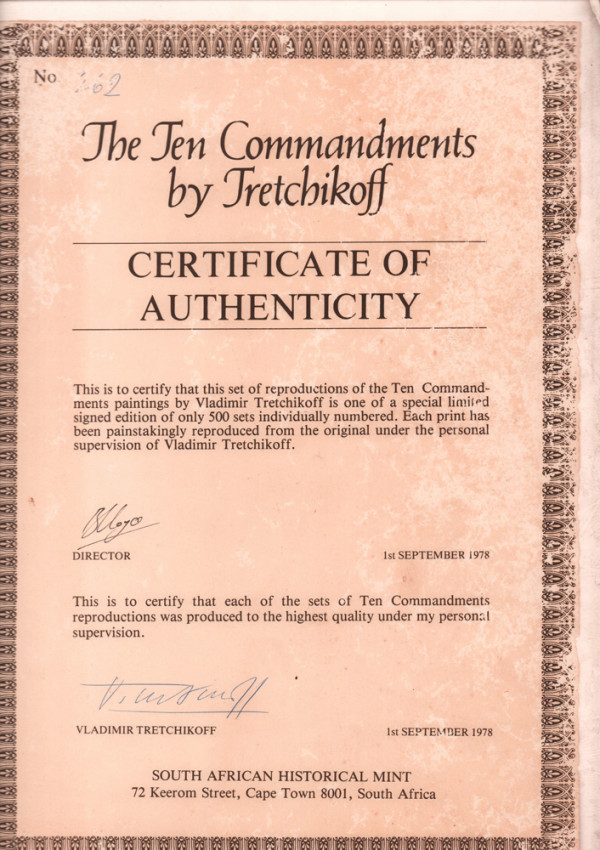 No
The Ten Commandments
by Tretchikoff
CERTIFICATE OF
AUTHENTICITY
This is to certify that this set of reproductions of the Ten Command-
ments paintings by Vladimir Tretchikoff is one of a special limited
signed edition of only 500 sets individually numbered. Each print has
been painstakingly reproduced from the original under the personal
supervision of Vladimir Tretchikoff.
DIRECTOR 1st SEPTEMBER 1978
This is to certify that each of the sets of Ten Commandments
reproductions was produced to the highest quality under my personal
supervision.
VLADIMIR TRETCHIKOFF 1st SEPTEMBER 1978
SOUTH AFRICAN HISTORICAL MINT
72 Keerom Street, Cape Town 8001, South Africa